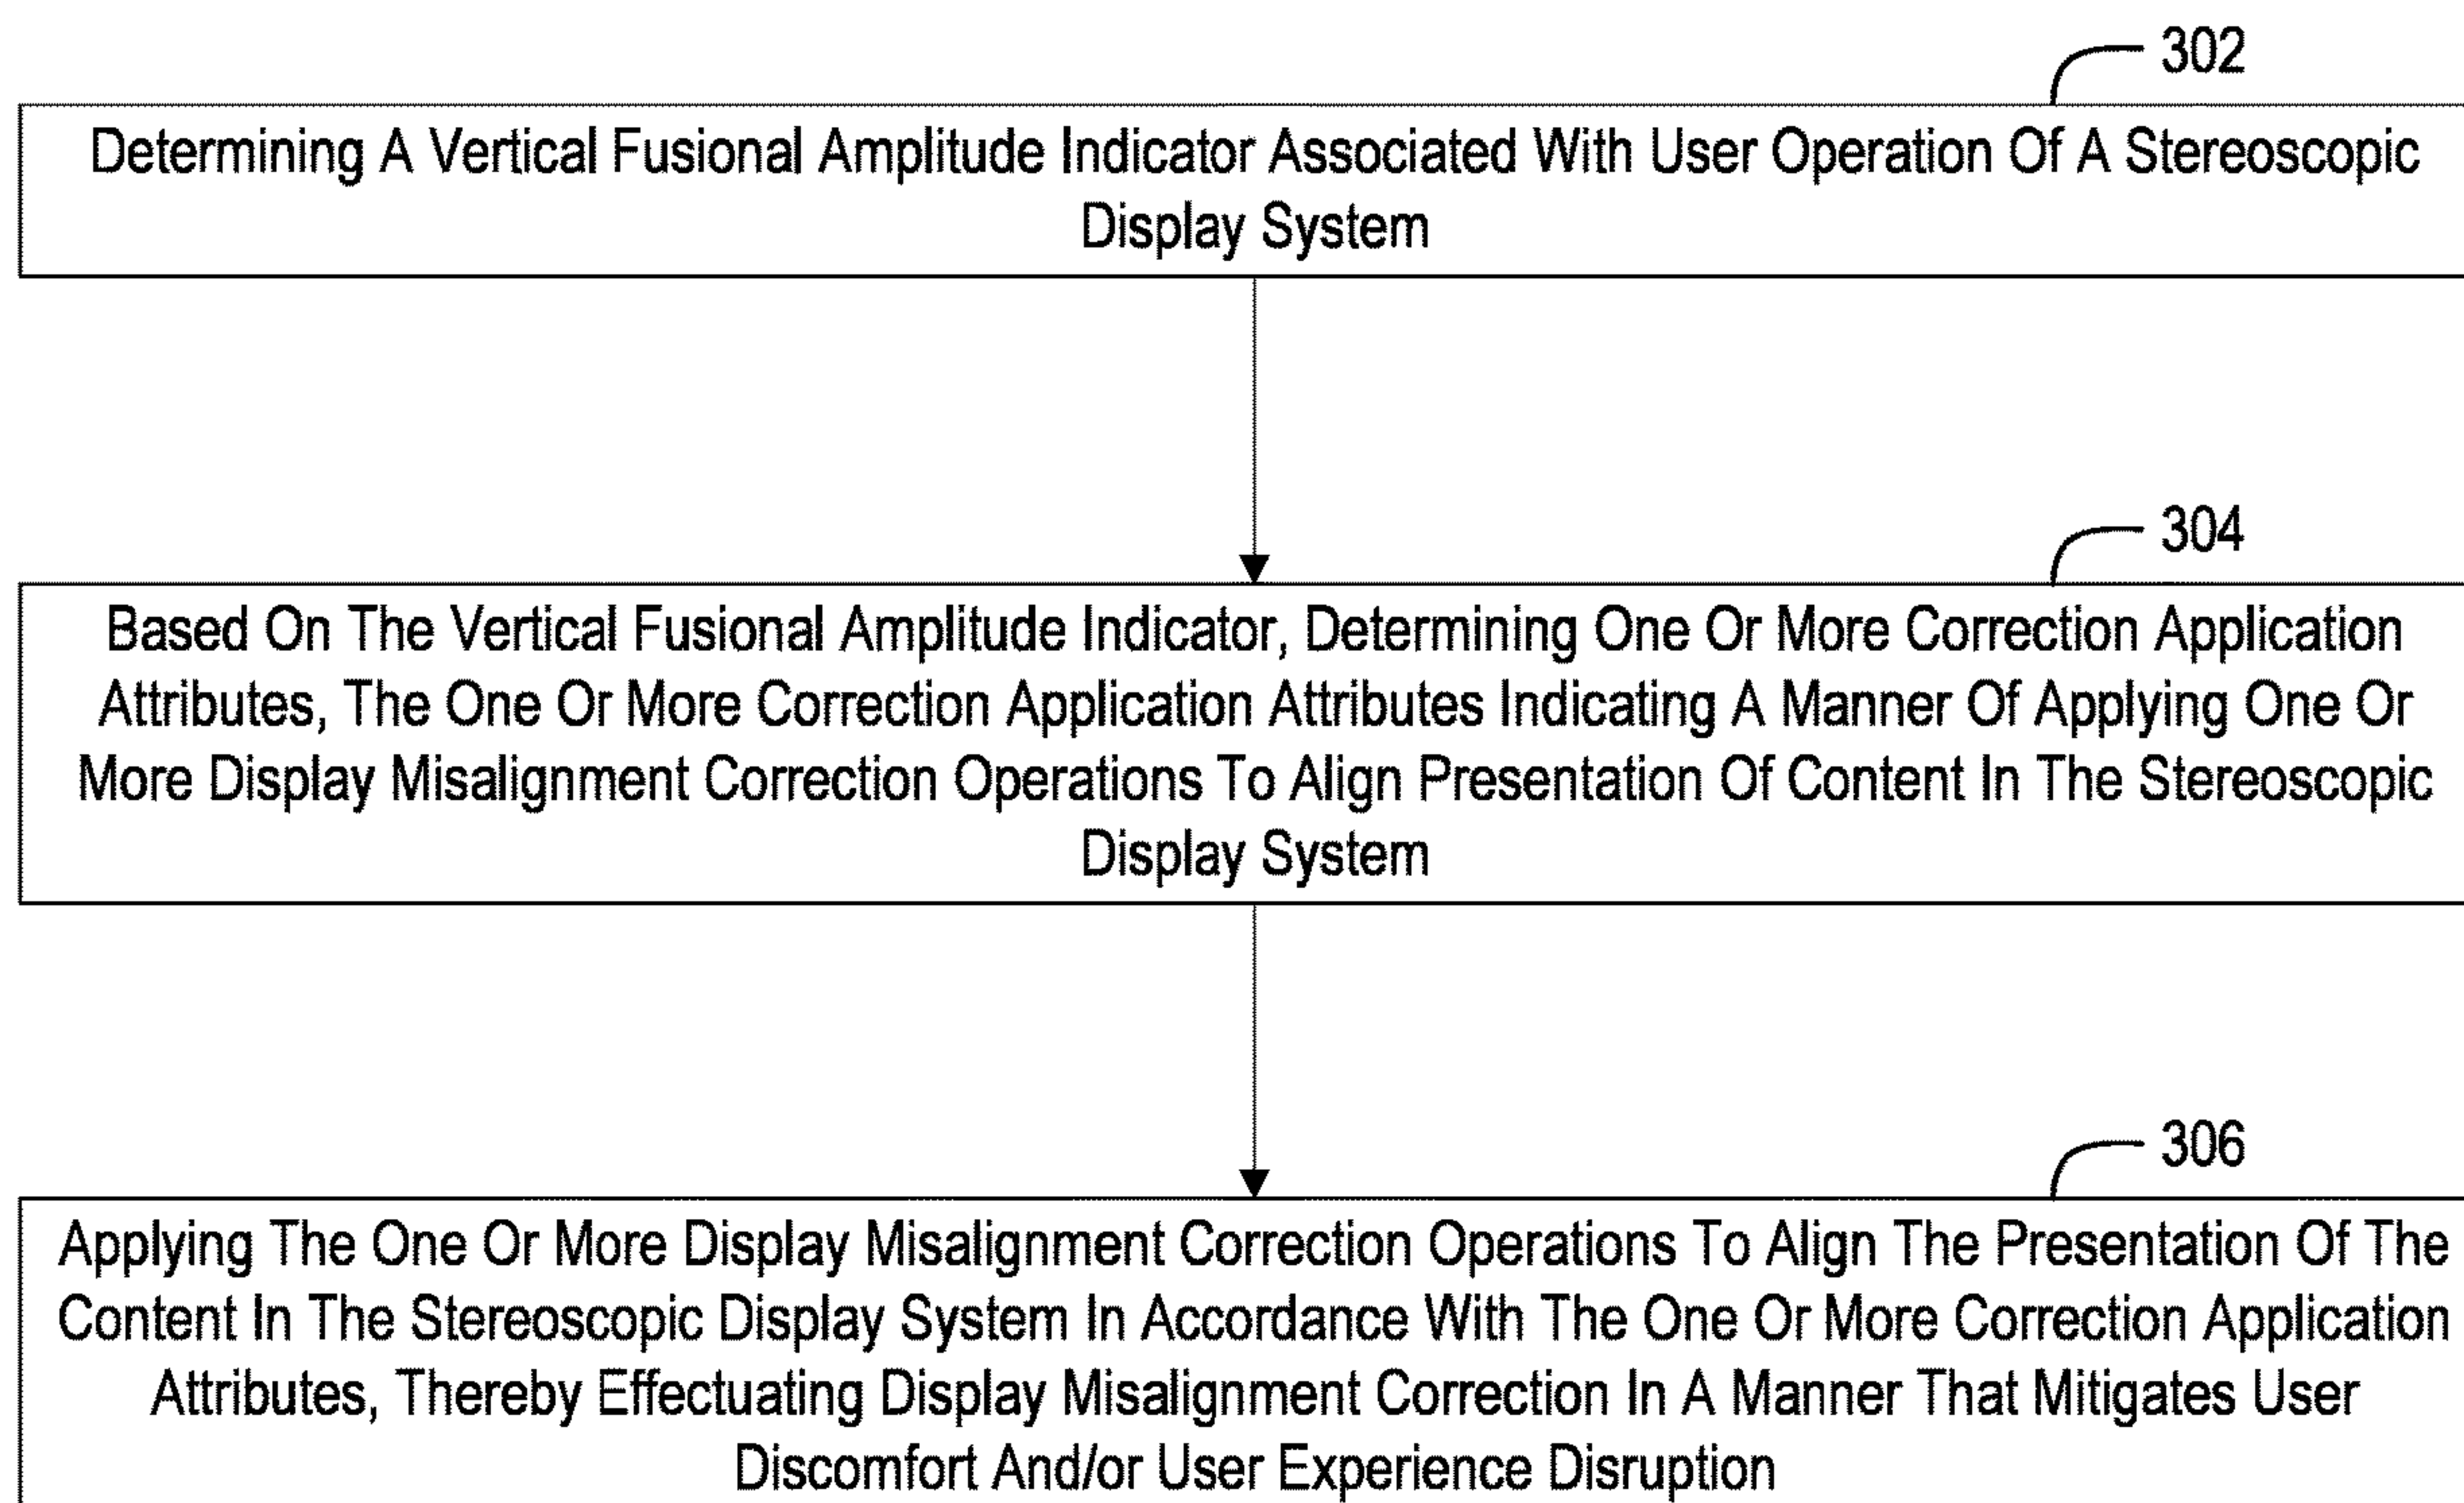 302
Determining A Vertical Fusional Amplitude Indicator Associated With User Operation Of A Stereoscopic
Display System
304
Based On The Vertical Fusional Amplitude Indicator, Determining One Or More Correction Application
Attributes, The One Or More Correction Application Attributes Indicating A Manner Of Applying One Or
More Display Misalignment Correction Operations To Align Presentation Of Content In The Stereoscopic
Display System
306
Applying The One Or More Display Misalignment Correction Operations To Align The Presentation Of The
Content In The Stereoscopic Display System In Accordance With The One Or More Correction Application
Attributes, Thereby Effectuating Display Misalignment Correction In A Manner That Mitigates User
Discomfort And/or User Experience Disruption